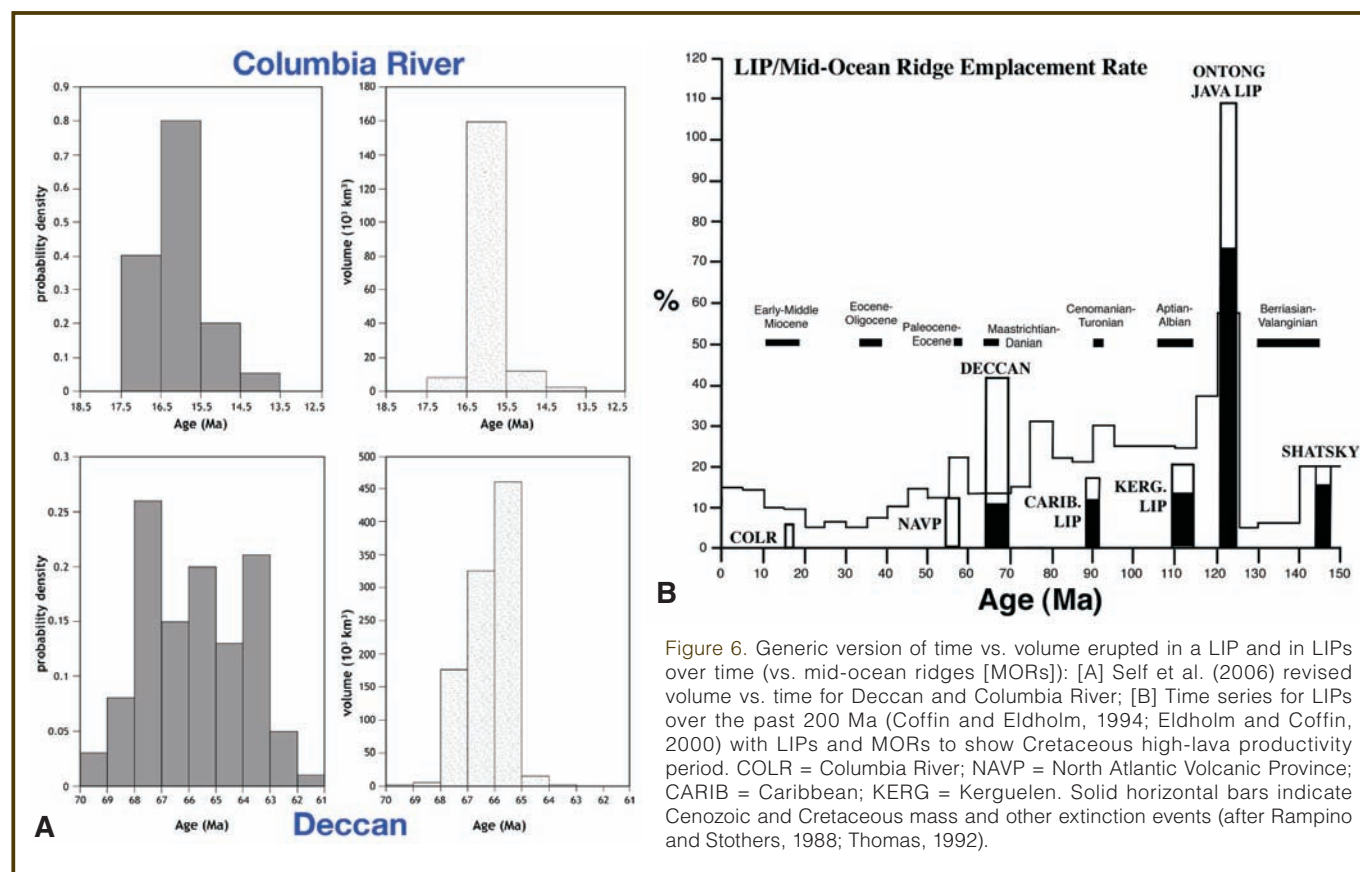 Columbia River
0.9
0.8
0.7
0.6
0.5
0.4
0.3
0.2
0.1
0
probability density
18.5 17.5 16.5 15.5 14.5 13.5 12.5
Age (Ma)
180
160
140
120
100
80
60
40
20
0
volume (10³ km³)
18.5 17.5 16.5 15.5 14.5 13.5 12.5
Age (Ma)
0.3
0.25
0.2
0.15
0.1
0.05
0
probability density
70 69 68 67 66 65 64 63 62 61
Age (Ma)
500
450
400
350
300
250
200
150
100
50
0
volume (10³ km³)
70 69 68 67 66 65 64 63 62 61
Age (Ma)
Deccan
A
LIP/Mid-Ocean Ridge Emplacement Rate
120
110
100
90
80
70
60
50
40
30
20
10
0
%
ONTONG
JAVA LIP
Early-Middle
Miocene
Eocene-
Oligocene
Paleocene-
Eocene
Maastrichtian-
Danian
Cenomanian-
Turonian
Aptian-
Albian
Berriasian-
Valanginian
DECCAN
SHATSKY
COLR
NAVP
CARIB.
LIP
KERG.
LIP
0 10 20 30 40 50 60 70 80 90 100 110 120 130 140 150
Age (Ma)
B
Figure 6. Generic version of time vs. volume erupted in a LIP and in LIPs
over time (vs. mid-ocean ridges [MORs]): [A] Self et al. (2006) revised
volume vs. time for Deccan and Columbia River; [B] Time series for LIPs
over the past 200 Ma (Coffin and Eldholm, 1994; Eldholm and Coffin,
2000) with LIPs and MORs to show Cretaceous high-lava productivity
period. COLR = Columbia River; NAVP = North Atlantic Volcanic Province;
CARIB = Caribbean; KERG = Kerguelen. Solid horizontal bars indicate
Cenozoic and Cretaceous mass and other extinction events (after Rampino
and Stothers, 1988; Thomas, 1992).